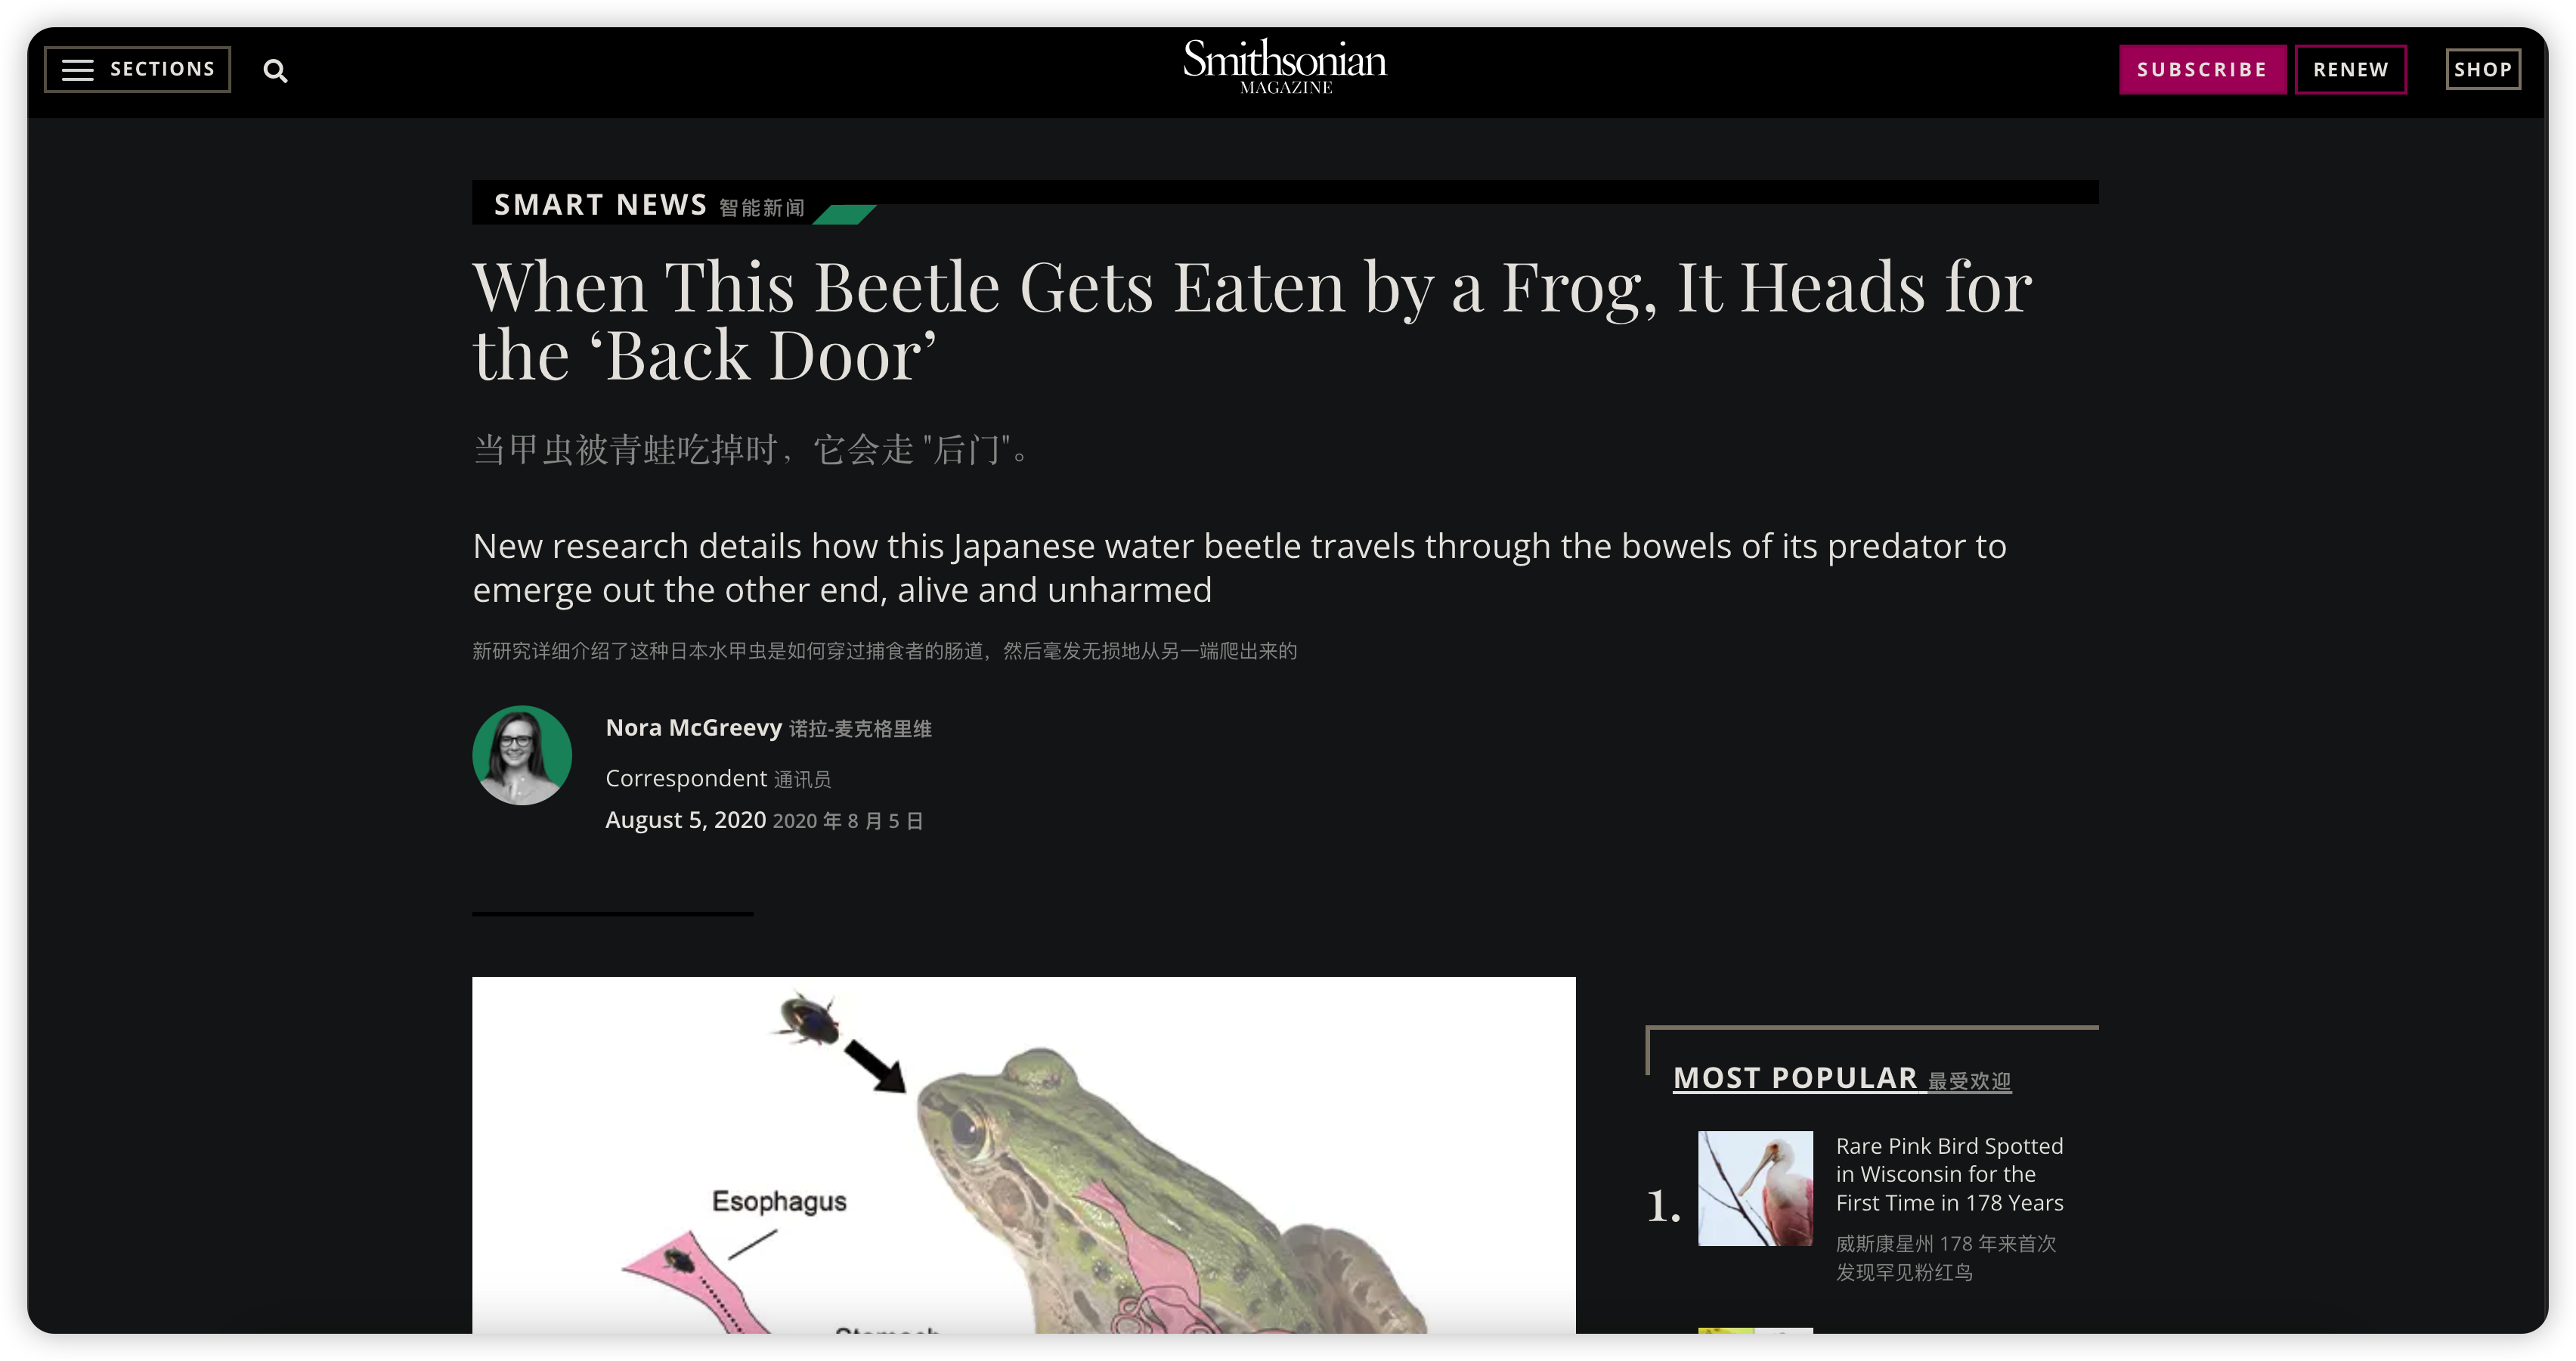 SECTIONS
Smithsonian
MAGAZINE
SUBSCRIBE
RENEW
SHOP
SMART NEWS 智能新闻
When This Beetle Gets Eaten by a Frog, It Heads for
the ‘Back Door’
当甲虫被青蛙吃掉时，它会走 "后门"。
New research details how this Japanese water beetle travels through the bowels of its predator to
emerge out the other end, alive and unharmed
新研究详细介绍了这种日本水甲虫是如何穿过捕食者的肠道，然后毫发无损地从另一端爬出来的
Nora McGreevy 诺拉-麦克格里维
Correspondent 通讯员
August 5, 2020 2020 年 8 月 5 日
Esophagus
MOST POPULAR 最受欢迎
1.
Rare Pink Bird Spotted
in Wisconsin for the
First Time in 178 Years
威斯康星州 178 年来首次
发现罕见粉红鸟